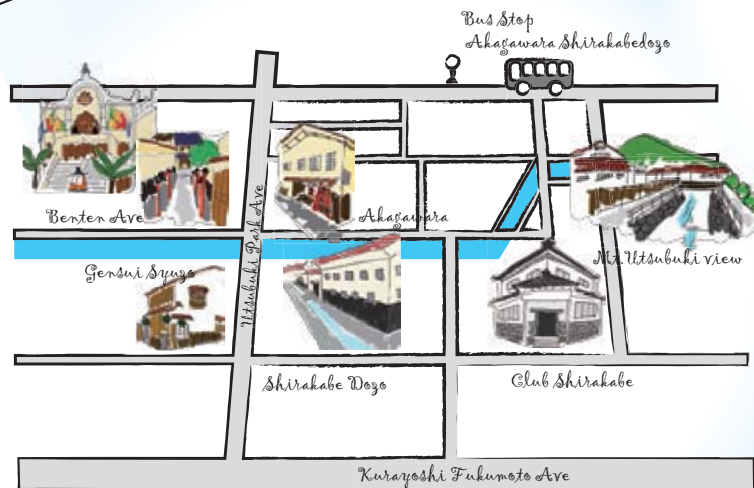 Bus Stop
Akagawara Shirakabedozo
Benten Ave
Utsubuki Park Ave
Akagawara
Gensui Syuzo
Mt.Utsubuki view
Shirakabe Dozo
Club Shirakabe
Kurayoshi Fukumoto Ave